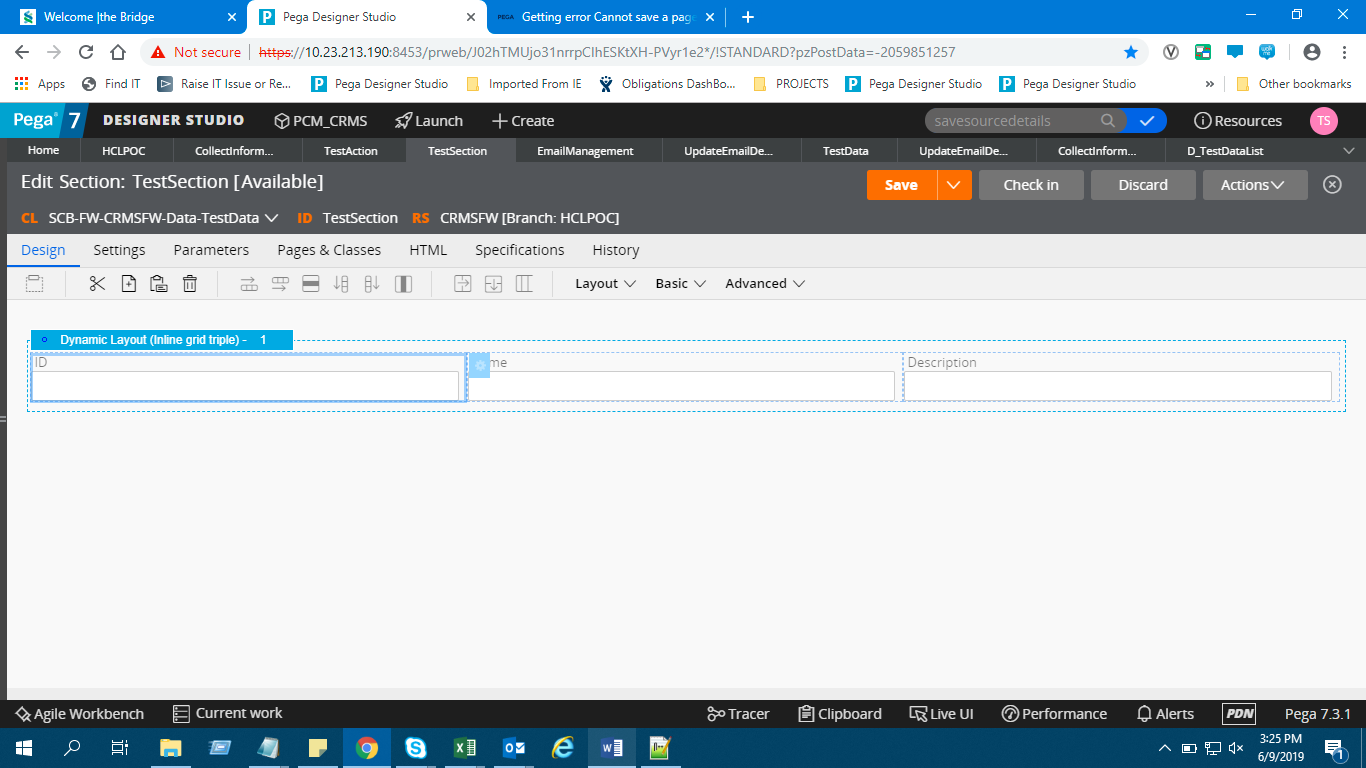 Welcome |the Bridge
Pega Designer Studio
Getting error Cannot save a pag
Not secure | https://10.23.213.190:8453/prweb/J02hTMUjo31nrrpCIhESKtXH-PVyr1e2*/!STANDARD?pzPostData=-2059851257
Apps Find IT Raise IT Issue or Re... Pega Designer Studio Imported From IE Obligations DashBo... PROJECTS Pega Designer Studio Pega Designer Studio » Other bookmarks
Pega 7 DESIGNER STUDIO PCM_CRMS Launch Create savesourcedetails Resources TS
Home HCLPOC CollectInform... TestAction TestSection EmailManagement UpdateEmailDe... TestData UpdateEmailDe... CollectInform... D_TestDataList
Edit Section: TestSection [Available] Save Check in Discard Actions
CL SCB-FW-CRMSFW-Data-TestData ID TestSection RS CRMSFW [Branch: HCLPOC]
Design Settings Parameters Pages & Classes HTML Specifications History
Layout Basic Advanced
Dynamic Layout (Inline grid triple) - 1
ID me Description
Agile Workbench Current work Tracer Clipboard Live UI Performance Alerts PDN Pega 7.3.1
3:25 PM
6/9/2019
1